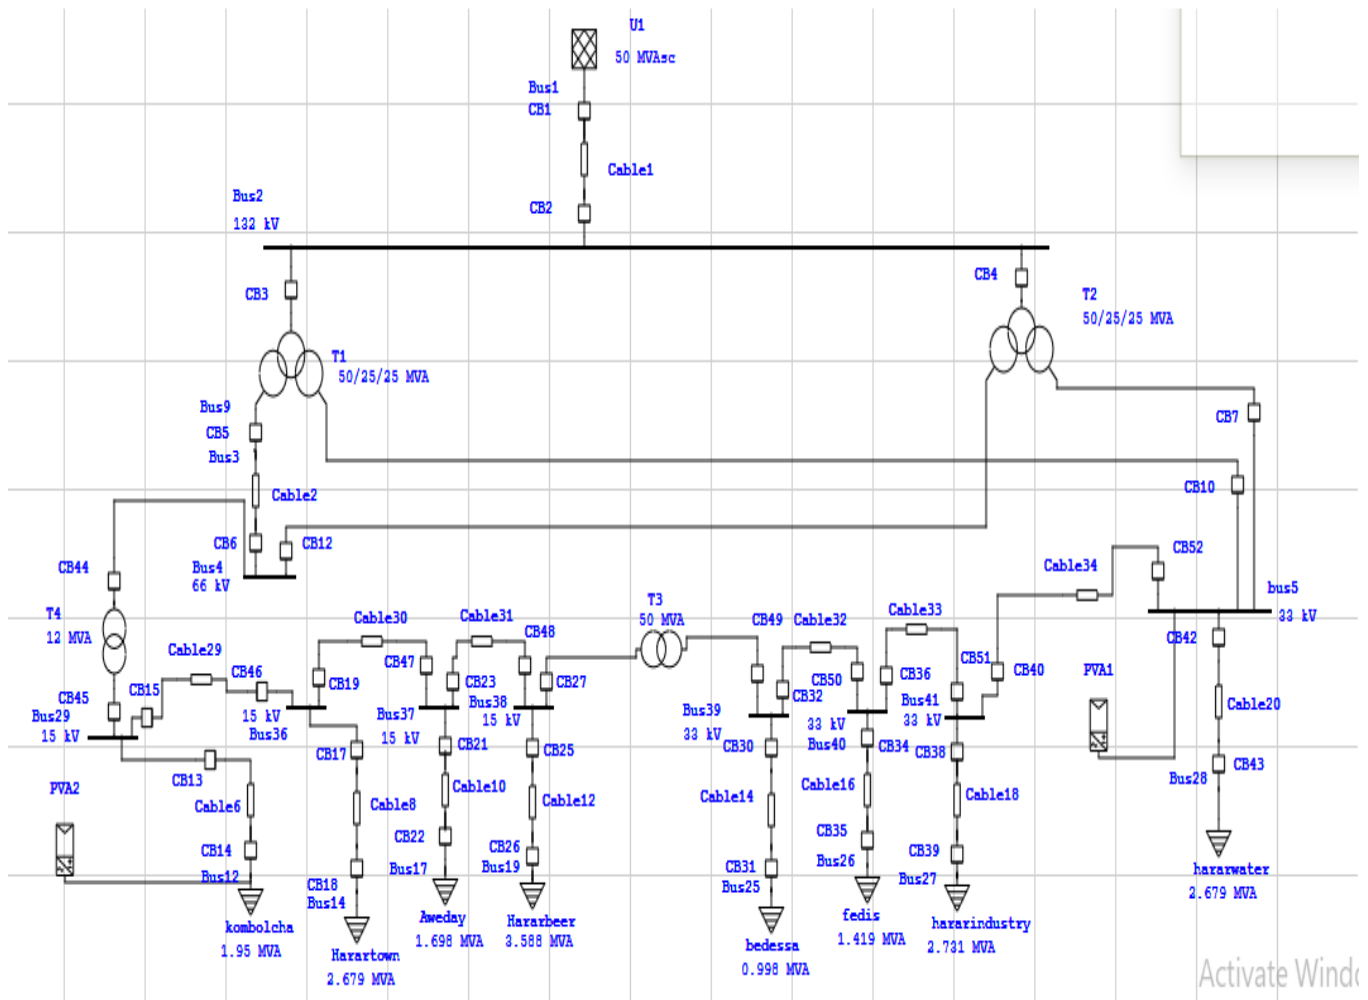 U1
50 MVAsc
Bus1
CB1
Cable1
Bus2
132 kV
CB2
CB3
CB4
T2
50/25/25 MVA
T1
50/25/25 MVA
Bus9
CB5
Bus3
CB7
Cable2
CB10
CB6
CB12
Bus4
66 kV
CB44
CB52
Cable34
bus5
33 kV
T4
12 MVA
Cable30
Cable31
T3
50 MVA
CB49
Cable32
Cable33
CB48
CB42
Cable29
CB46
CB47
CB19
CB23
CB27
CB50
CB36
CB51
CB40
PVA1
CB45
CB15
Bus29
15 kV
15 kV
Bus36
Bus37
15 kV
Bus38
15 kV
CB32
Bus39
33 kV
33 kV
Bus40
Bus41
33 kV
Cable20
CB13
CB17
CB21
CB25
CB30
CB34
CB38
CB43
Bus28
PVA2
Cable6
Cable8
Cable10
Cable12
Cable14
Cable16
Cable18
CB14
Bus12
CB22
Bus17
CB26
Bus19
CB35
Bus26
CB39
Bus27
CB31
Bus25
CB18
Bus14
kombolcha
1.95 MVA
Harartown
2.679 MVA
Aweday
1.698 MVA
Hararbeer
3.588 MVA
bedessa
0.998 MVA
fedis
1.419 MVA
hararindustry
2.731 MVA
hararwater
2.679 MVA
Activate Windo